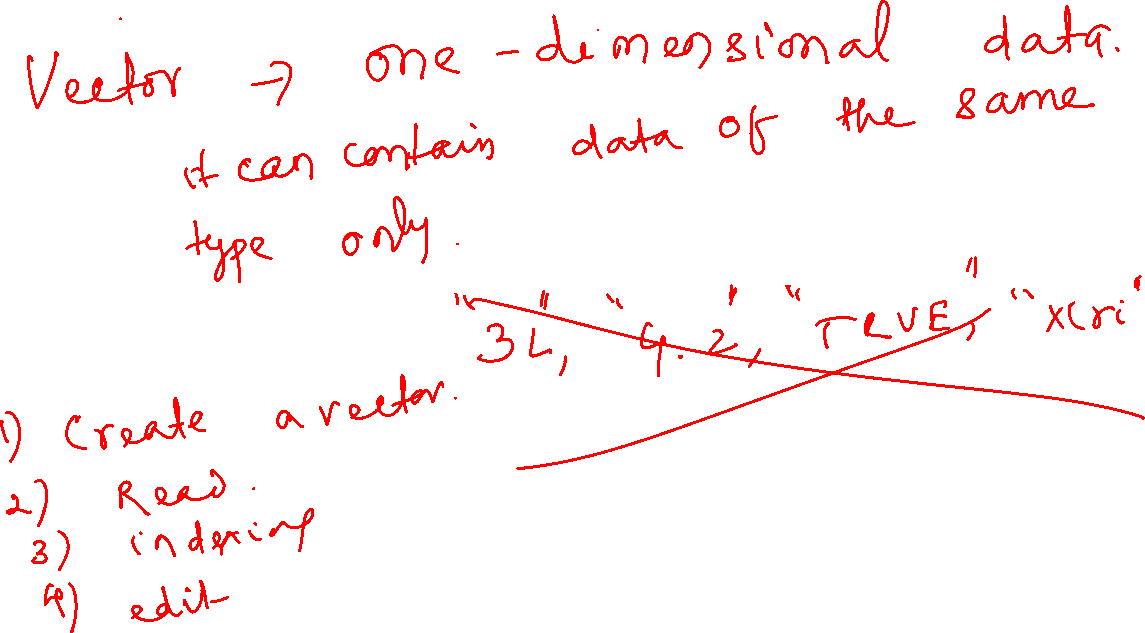 Vector → one-dimensional data.
it can contain data of the same
type only.
"3L," "4.2," "TRUE," "xcri"
1) Create a vector.
2) Read.
3) indexing
4) edit